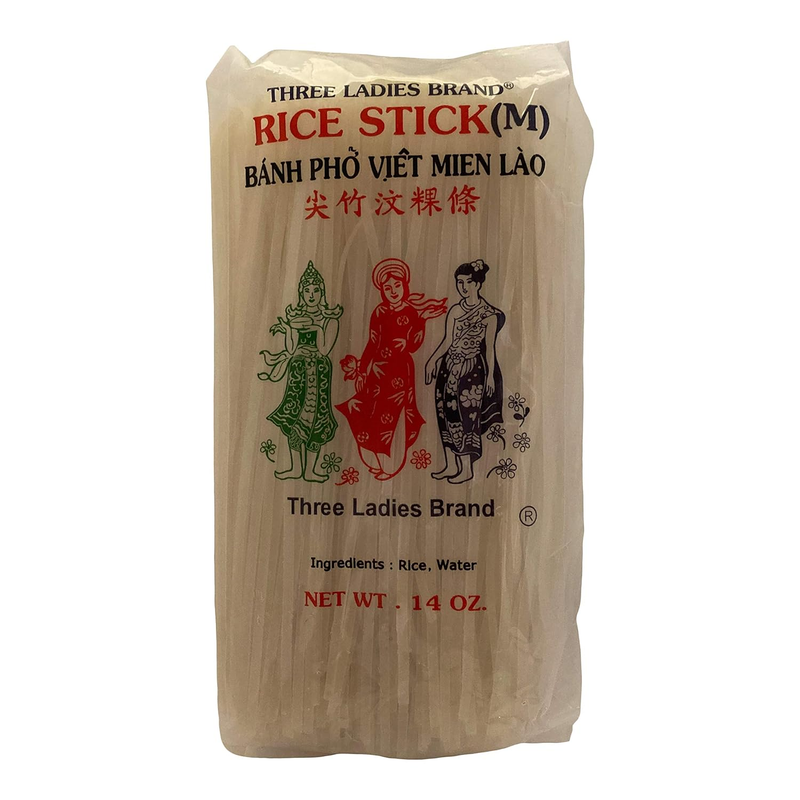 THREE LADIES BRAND®
RICE STICK(M)
BÁNH PHỞ VIỆT MIEN LÀO
尖竹汶粿條
Three Ladies Brand ®
Ingredients : Rice, Water
NET WT . 14 OZ.